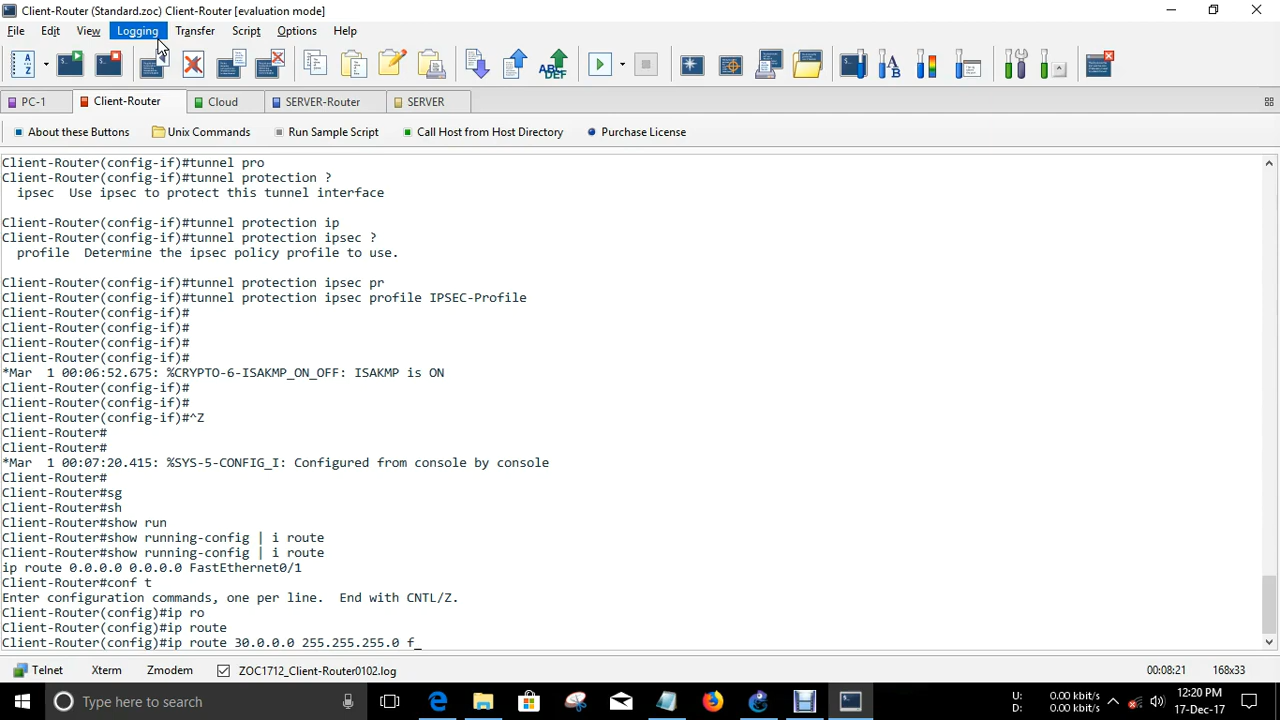 Client-Router (Standard.zoc) Client-Router [evaluation mode]
File Edit View Logging Transfer Script Options Help
PC-1 Client-Router Cloud SERVER-Router SERVER
About these Buttons Unix Commands Run Sample Script Call Host from Host Directory Purchase License
Client-Router(config-if)#tunnel pro
Client-Router(config-if)#tunnel protection ?
ipsec Use ipsec to protect this tunnel interface
Client-Router(config-if)#tunnel protection ip
Client-Router(config-if)#tunnel protection ipsec ?
profile Determine the ipsec policy profile to use.
Client-Router(config-if)#tunnel protection ipsec pr
Client-Router(config-if)#tunnel protection ipsec profile IPSEC-Profile
Client-Router(config-if)#
Client-Router(config-if)#
Client-Router(config-if)#
Client-Router(config-if)#
*Mar 1 00:06:52.675: %CRYPTO-6-ISAKMP_ON_OFF: ISAKMP is ON
Client-Router(config-if)#
Client-Router(config-if)#
Client-Router(config-if)#^Z
Client-Router#
Client-Router#
*Mar 1 00:07:20.415: %SYS-5-CONFIG_I: Configured from console by console
Client-Router#
Client-Router#sg
Client-Router#sh
Client-Router#show run
Client-Router#show running-config | i route
Client-Router#show running-config | i route
ip route 0.0.0.0 0.0.0.0 FastEthernet0/1
Client-Router#conf t
Enter configuration commands, one per line. End with CNTL/Z.
Client-Router(config)#ip ro
Client-Router(config)#ip route
Client-Router(config)#ip route 30.0.0.0 255.255.255.0 f_
Telnet Xterm Zmodem ZOC1712_Client-Router0102.log 00:08:21 168x33
Type here to search
U: 0.00 kbit/s
D: 0.00 kbit/s
12:20 PM
17-Dec-17